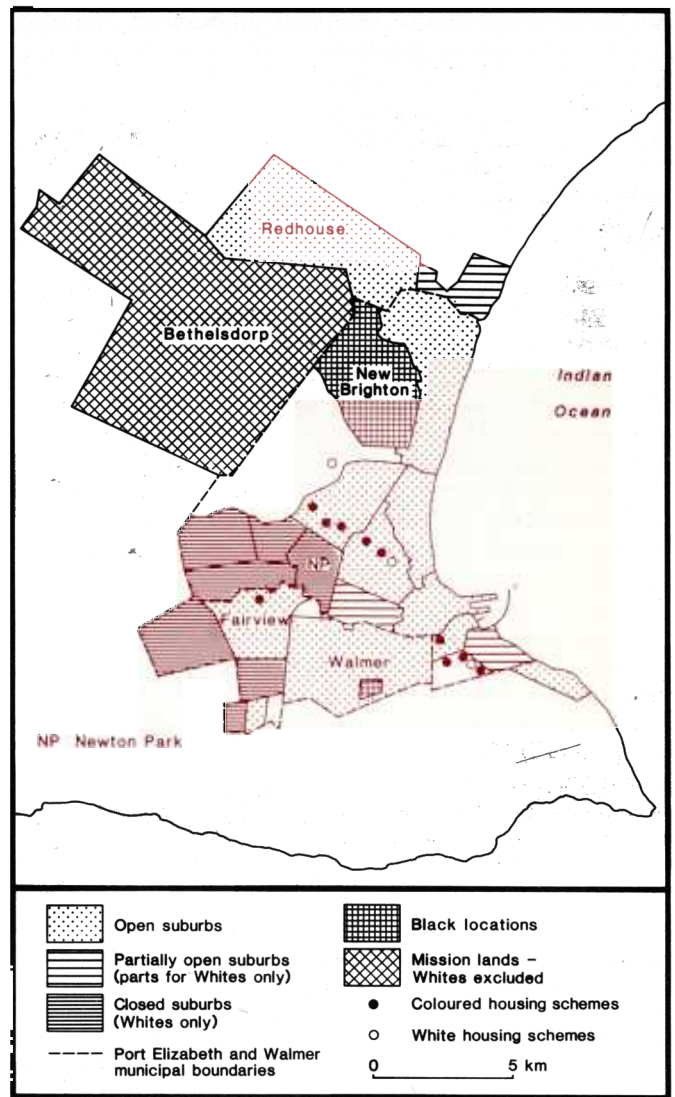 Redhouse
Bethelsdorp
New
Brighton
Indian
Ocean
NP
Fairview
Walmer
NP Newton Park
Open suburbs
Partially open suburbs
(parts for Whites only)
Closed suburbs
(Whites only)
Port Elizabeth and Walmer
municipal boundaries
Black locations
Mission lands –
Whites excluded
Coloured housing schemes
White housing schemes
0 5 km